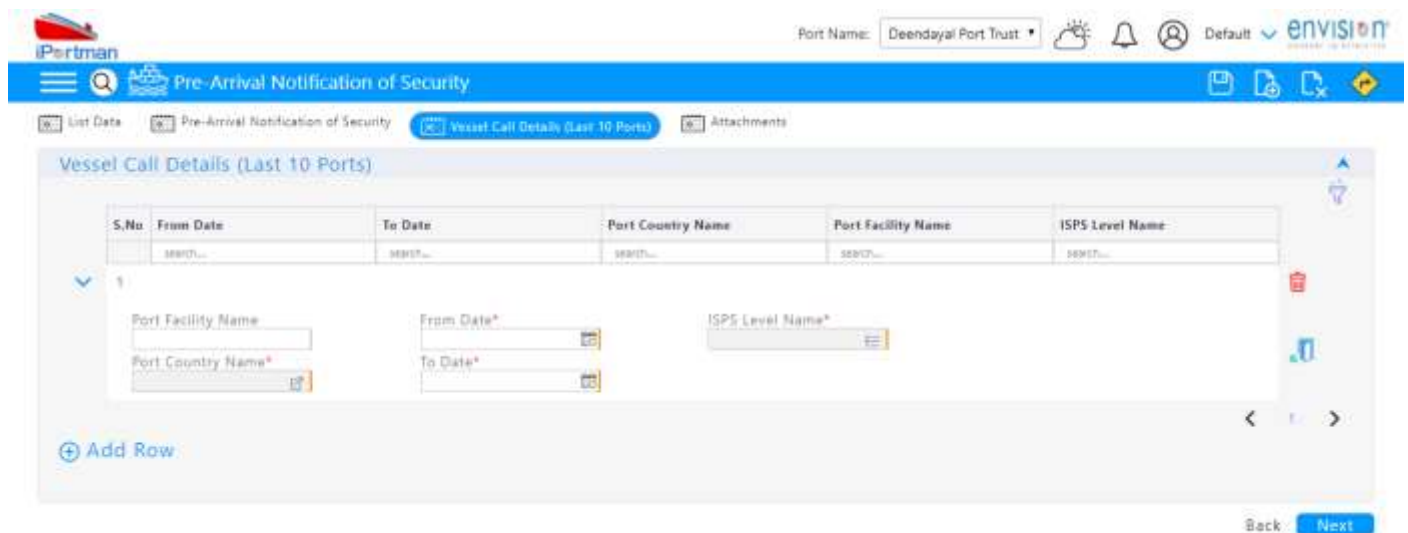 iPortman
Port Name: Deendayal Port Trust
Default
envision
Pre-Arrival Notification of Security
List Data
Pre-Arrival Notification of Security
Vessel Call Details (Last 10 Ports)
Attachments
Vessel Call Details (Last 10 Ports)
S.No From Date To Date Port Country Name Port Facility Name ISPS Level Name
search... search... search... search... search...
1
Port Facility Name From Date* ISPS Level Name*
Port Country Name* To Date*
1
Add Row
Back Next